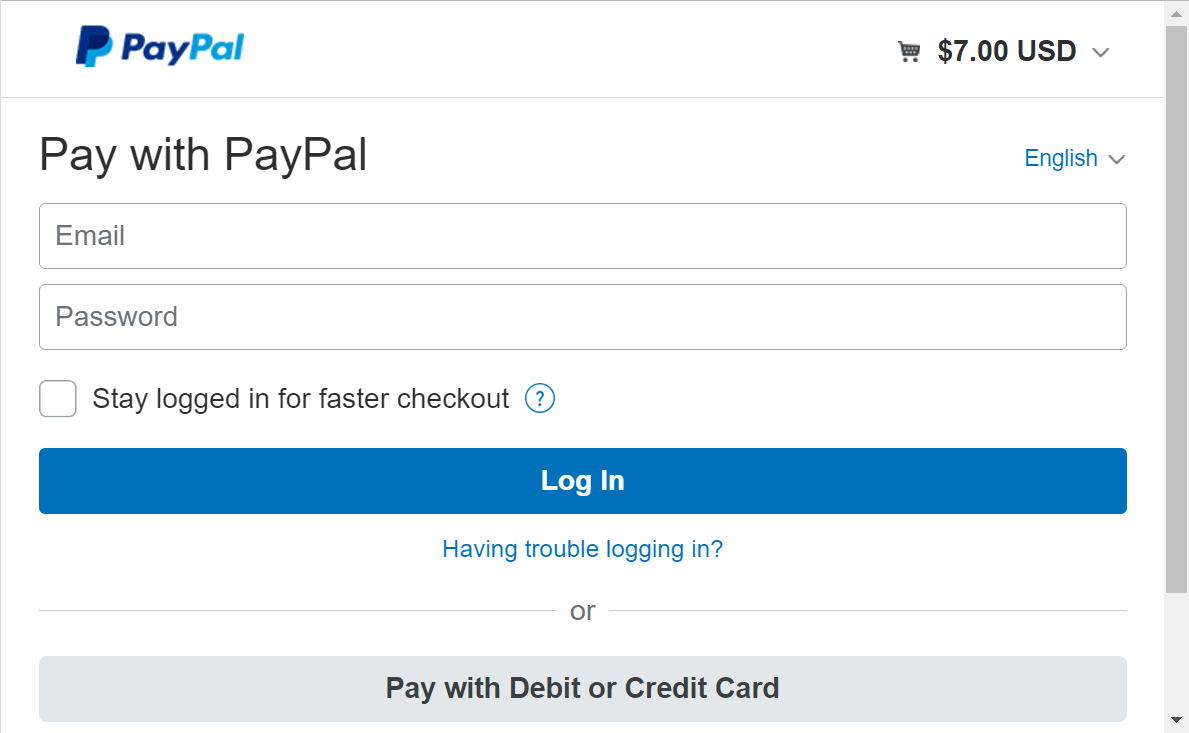 PayPal
$7.00 USD
Pay with PayPal
English
Email
Password
Stay logged in for faster checkout ?
Log In
Having trouble logging in?
or
Pay with Debit or Credit Card